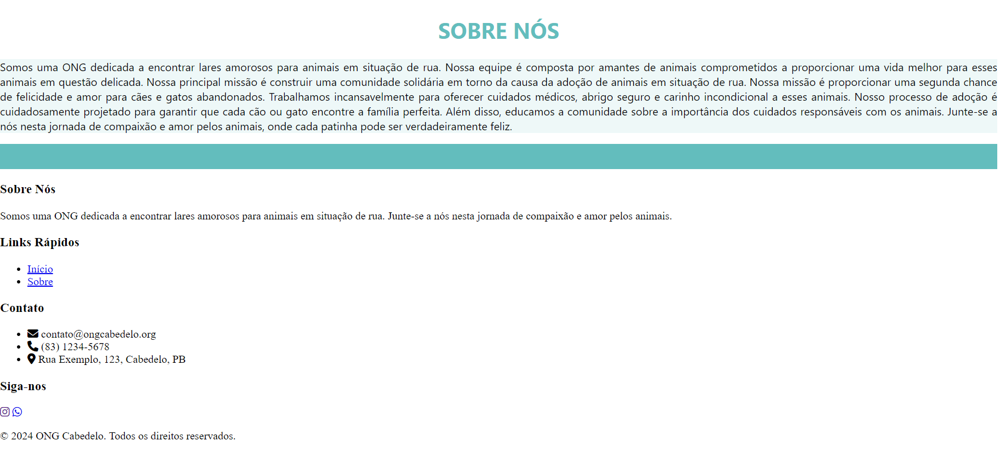 SOBRE NÓS
Somos uma ONG dedicada a encontrar lares amorosos para animais em situação de rua. Nossa equipe é composta por amantes de animais comprometidos a proporcionar uma vida melhor para esses
animais em questão delicada. Nossa principal missão é construir uma comunidade solidária em torno da causa da adoção de animais em situação de rua. Nossa missão é proporcionar uma segunda chance
de felicidade e amor para cães e gatos abandonados. Trabalhamos incansavelmente para oferecer cuidados médicos, abrigo seguro e carinho incondicional a esses animais. Nosso processo de adoção é
cuidadosamente projetado para garantir que cada cão ou gato encontre a família perfeita. Além disso, educamos a comunidade sobre a importância dos cuidados responsáveis com os animais. Junte-se a
nós nesta jornada de compaixão e amor pelos animais, onde cada patinha pode ser verdadeiramente feliz.
Sobre Nós
Somos uma ONG dedicada a encontrar lares amorosos para animais em situação de rua. Junte-se a nós nesta jornada de compaixão e amor pelos animais.
Links Rápidos
Início
Sobre
Contato
contato@ongcabedelo.org
(83) 1234-5678
Rua Exemplo, 123, Cabedelo, PB
Siga-nos
© 2024 ONG Cabedelo. Todos os direitos reservados.